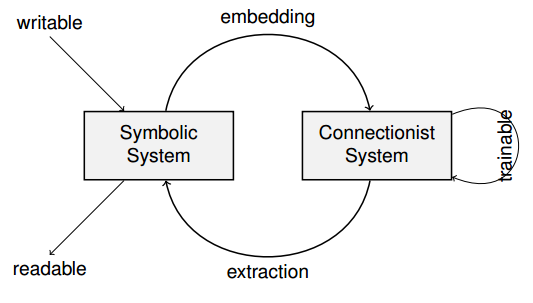 embedding
writable
Symbolic
System
Connectionist
System
trainable
readable
extraction